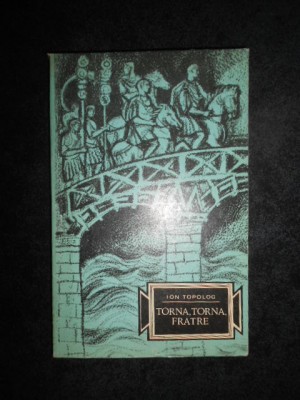 ION TOPOLOG
TORNA, TORNA,
FRATRE